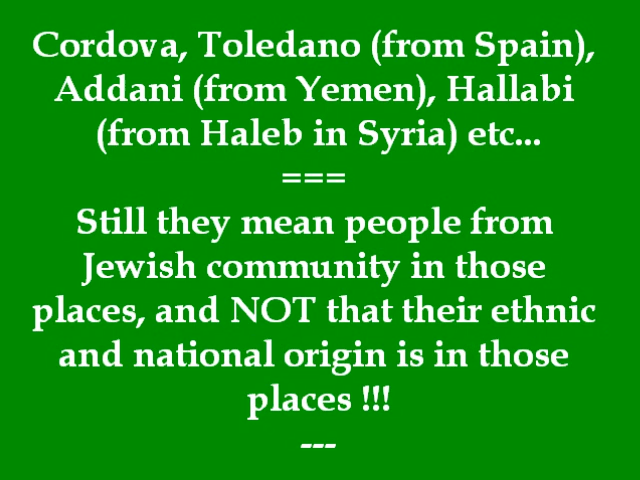 Cordova, Toledano (from Spain),
Addani (from Yemen), Hallabi
(from Haleb in Syria) etc...
===
Still they mean people from
Jewish community in those
places, and NOT that their ethnic
and national origin is in those
places !!!
---